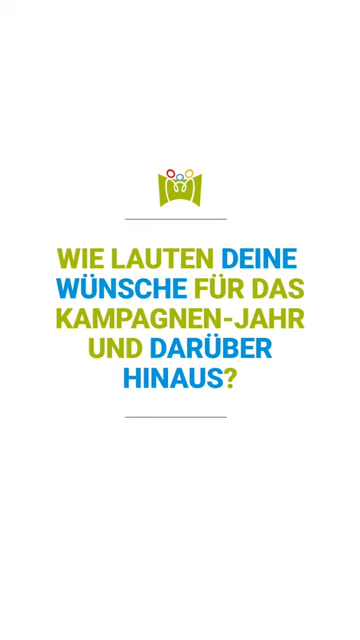 WIE LAUTEN DEINE
WÜNSCHE FÜR DAS
KAMPAGNEN-JAHR
UND DARÜBER
HINAUS?